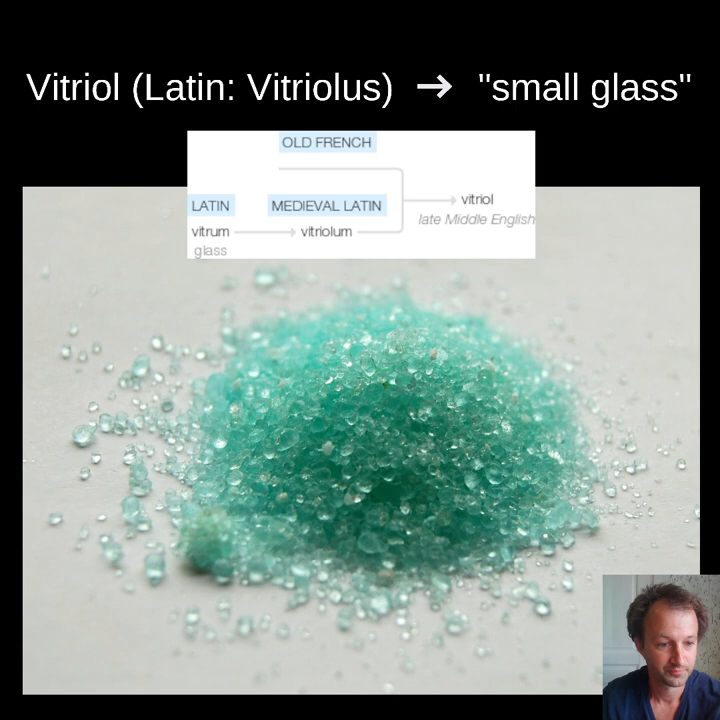 Vitriol (Latin: Vitriolus) → "small glass"
OLD FRENCH
LATIN MEDIEVAL LATIN vitriol
late Middle English
vitrum vitriolum
glass